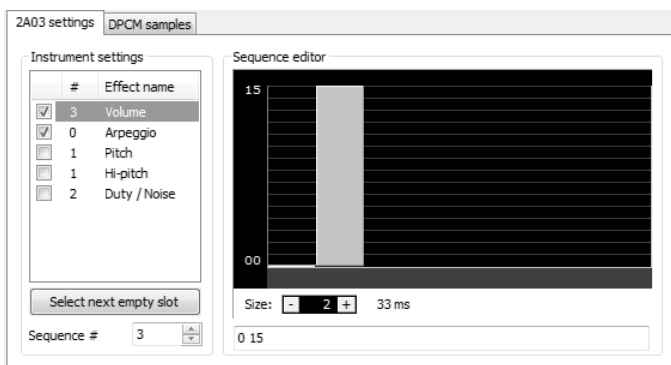 2A03 settings DPCM samples
Instrument settings
# Effect name
3 Volume
0 Arpeggio
1 Pitch
1 Hi-pitch
2 Duty / Noise
Select next empty slot
Sequence # 3
Sequence editor
15
00
Size: - 2 + 33 ms
0 15